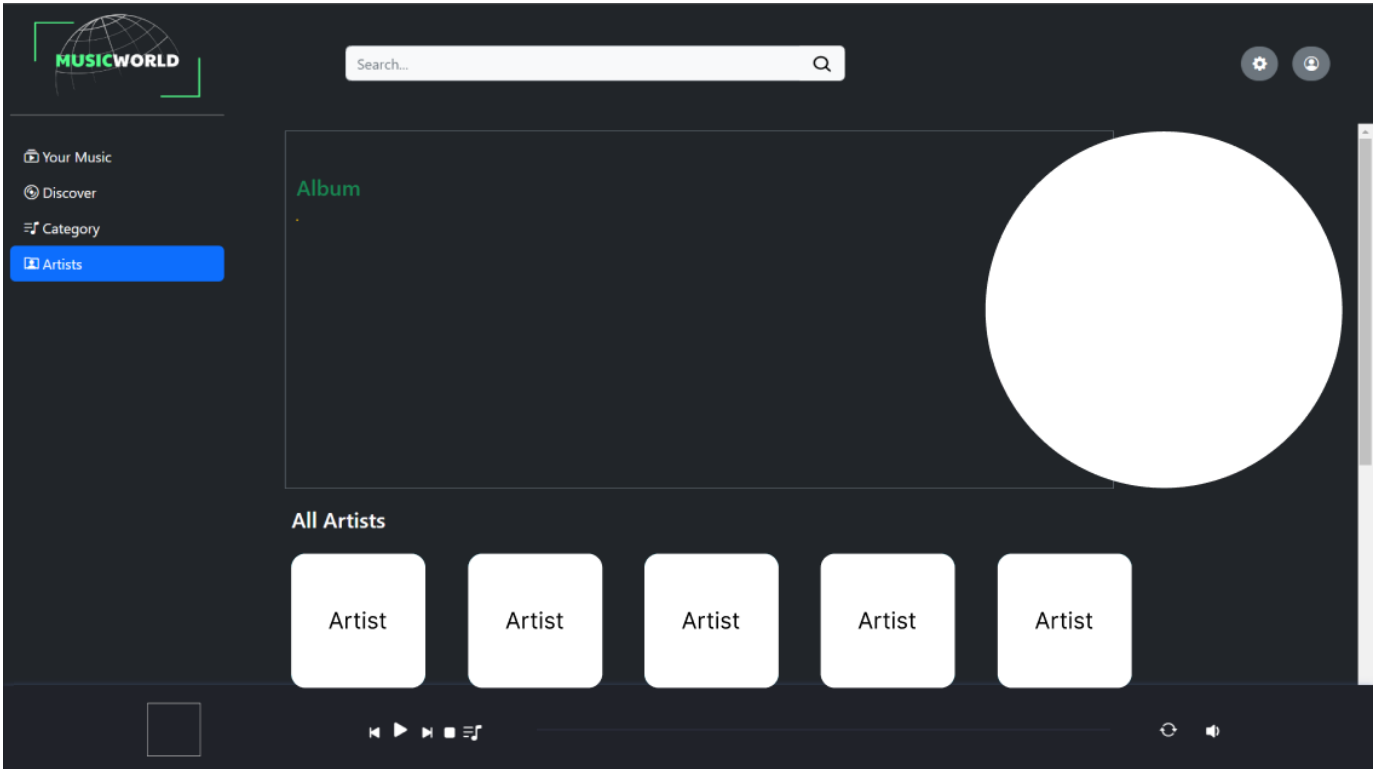 MUSICWORLD
Search...
Your Music
Discover
Category
Artists
Album
.
All Artists
Artist Artist Artist Artist Artist